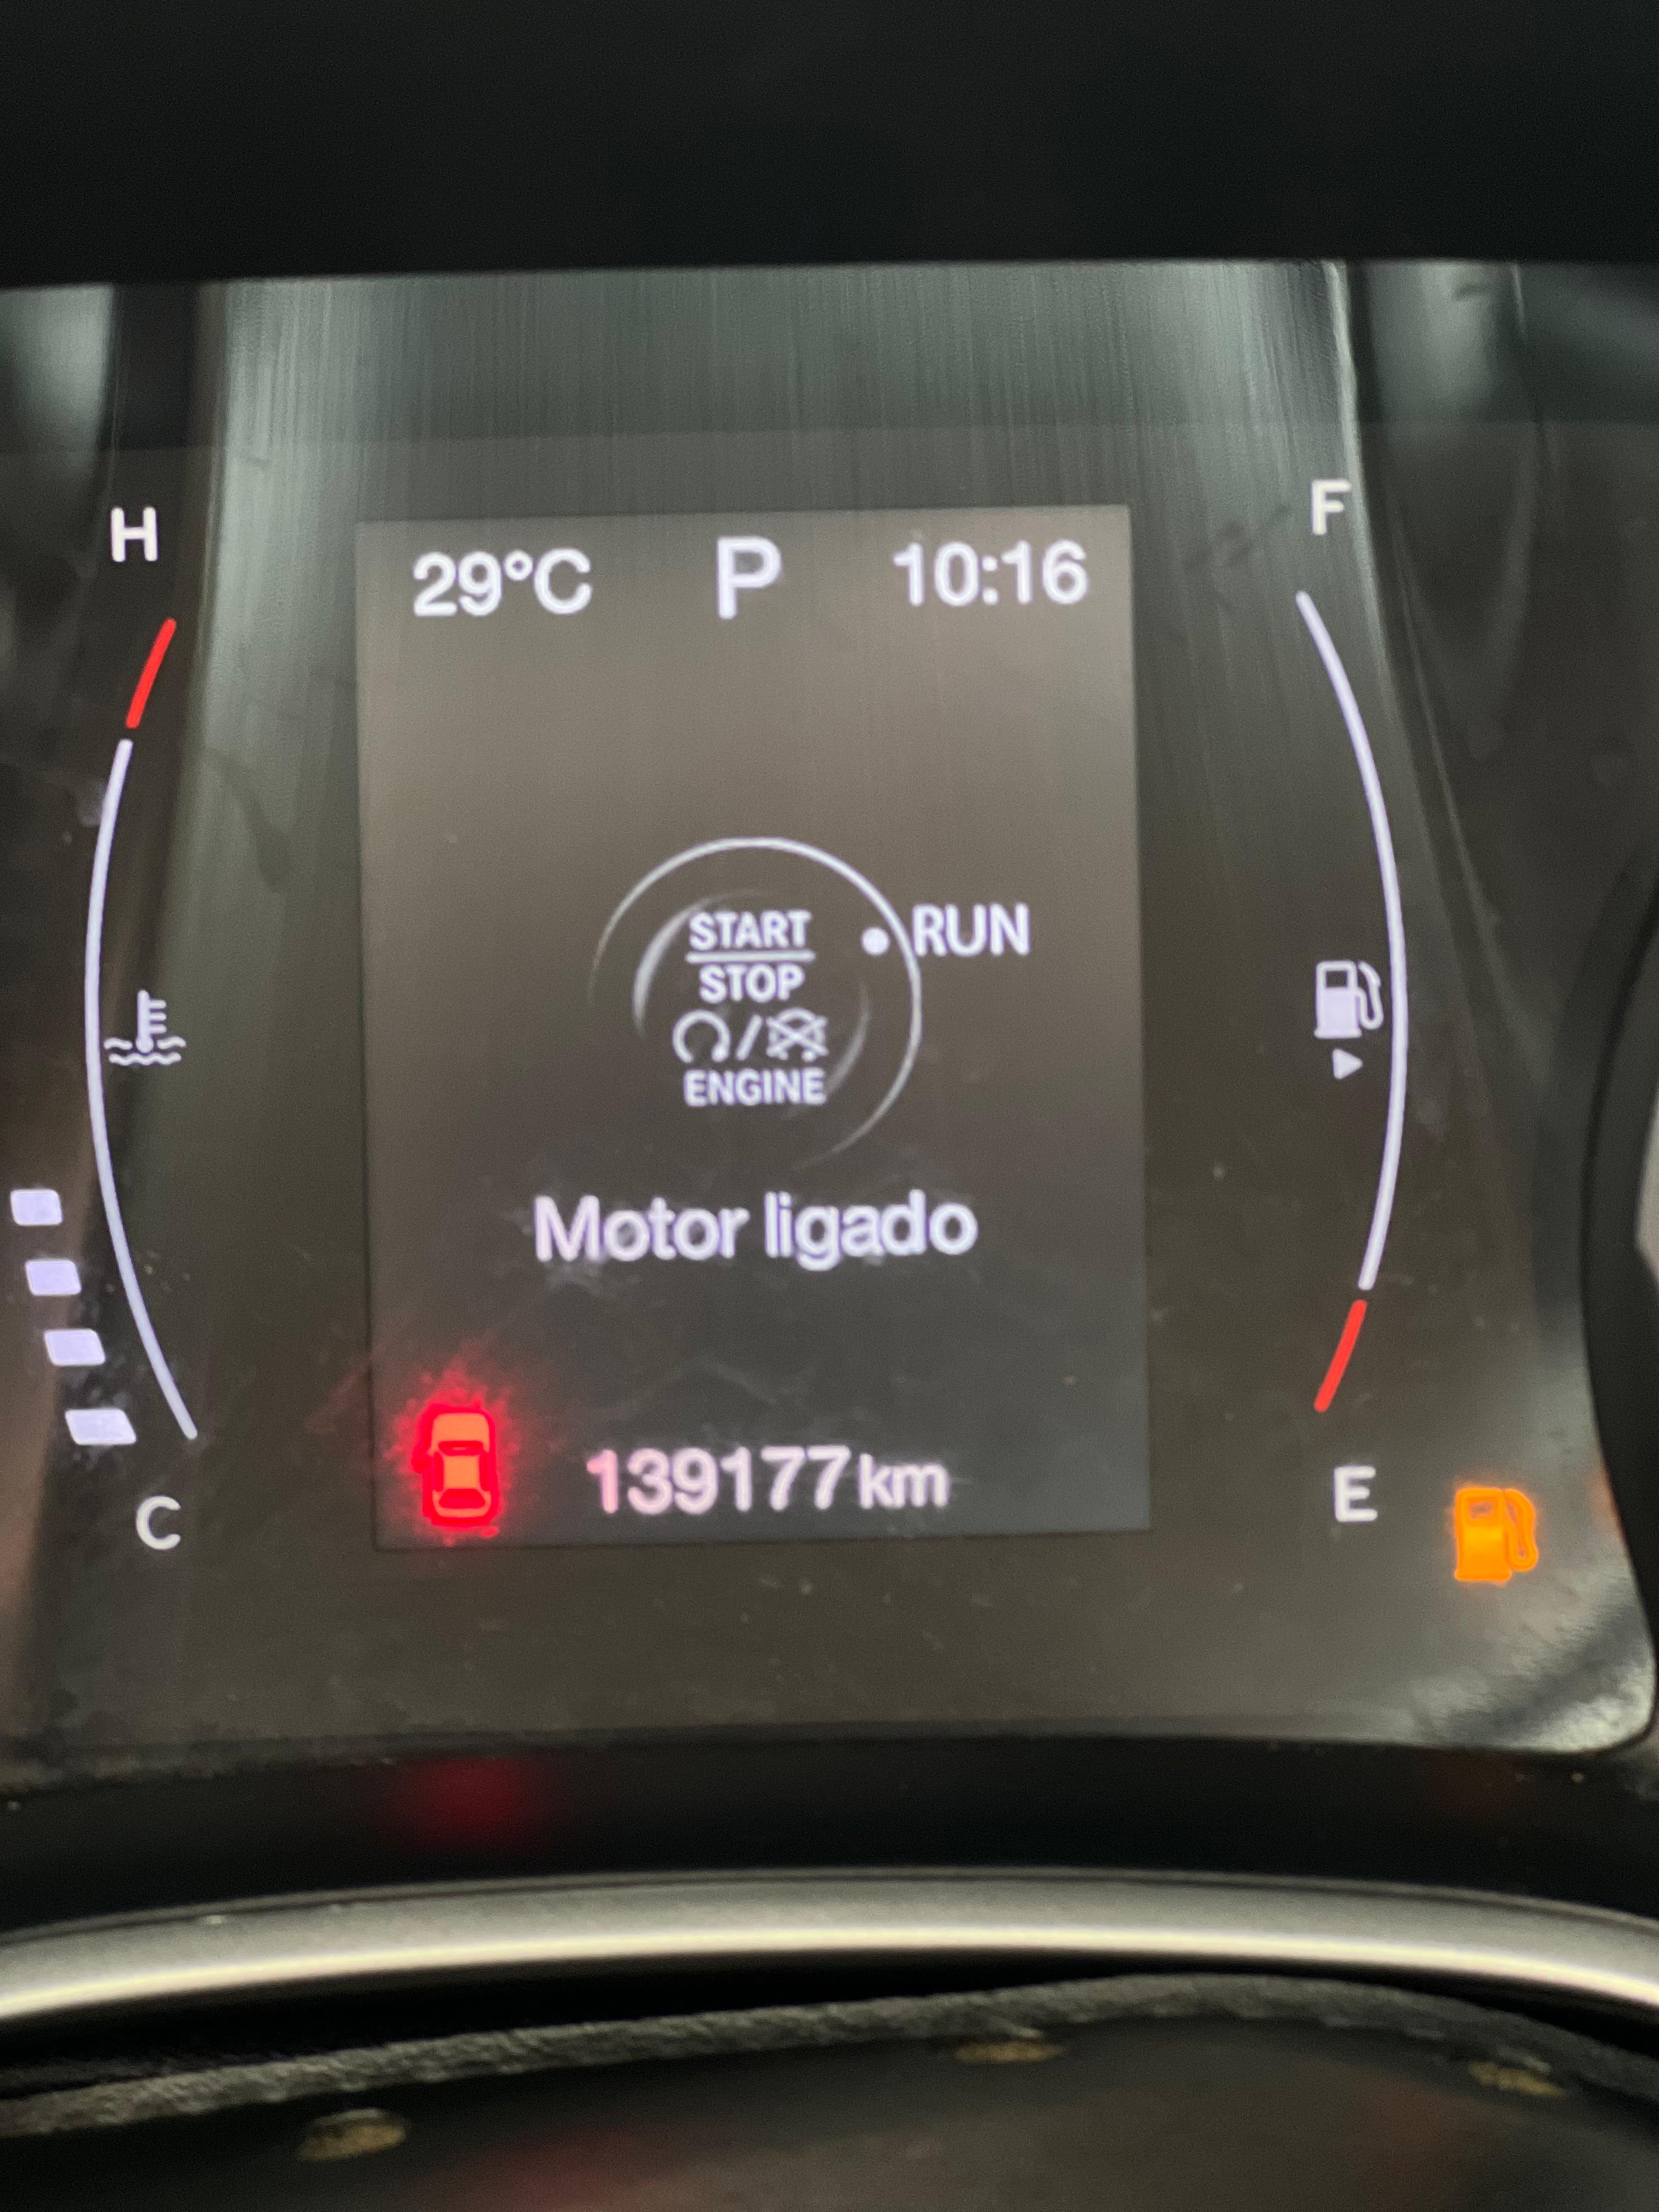 H
F
29°C P 10:16
START
STOP
RUN
ENGINE
Motor ligado
139177 km
C
E